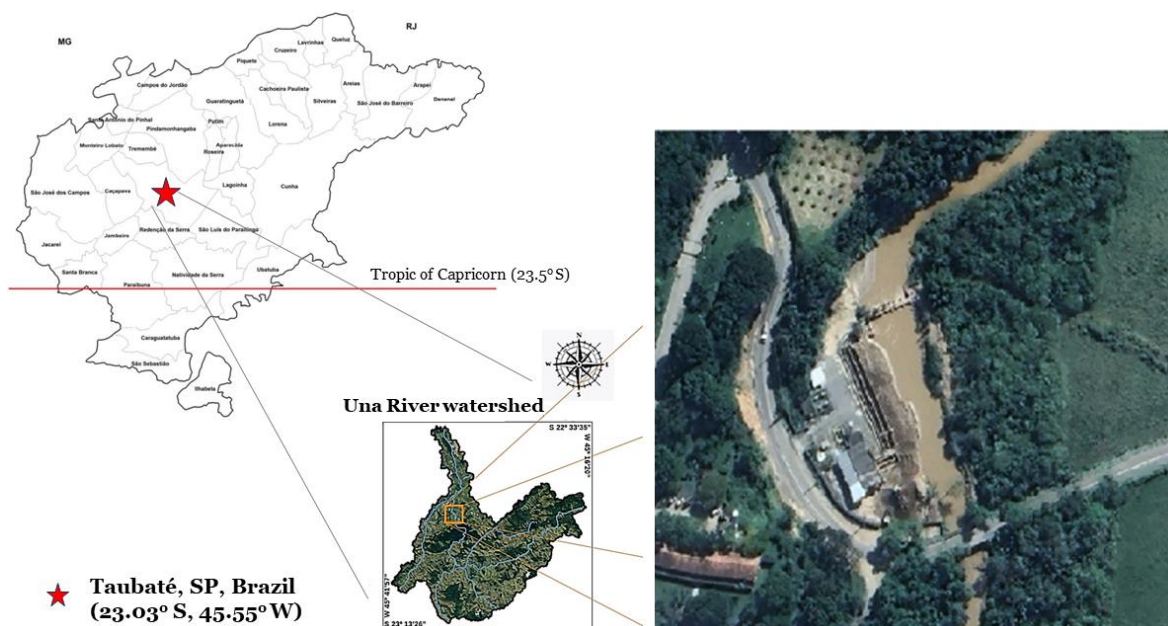 MG
RJ
Queluz
Lavrinhas
Cruzeiro
Piquete
Campos do Jordão
Cachoeira Paulista
Areias
Arapeí
Bananal
Guaratinguetá
Silveiras
São José do Barreiro
Santo Antônio do Pinhal
Potim
Lorena
Pindamonhangaba
Monteiro Lobato
Tremembé
Aparecida
Roseira
São José dos Campos
Caçapava
Lagoinha
Cunha
Jambeiro
Redenção da Serra
São Luís do Paraitinga
Jacareí
Santa Branca
Natividade da Serra
Ubatuba
Paraibuna
Tropic of Capricorn (23.5° S)
Caraguatatuba
São Sebastião
Ilhabela
N
W
E
S
Una River watershed
S 22° 33'35"
W 45° 16'20"
W 45° 41'57"
S 23° 13'26"
Taubaté, SP, Brazil
(23.03° S, 45.55° W)